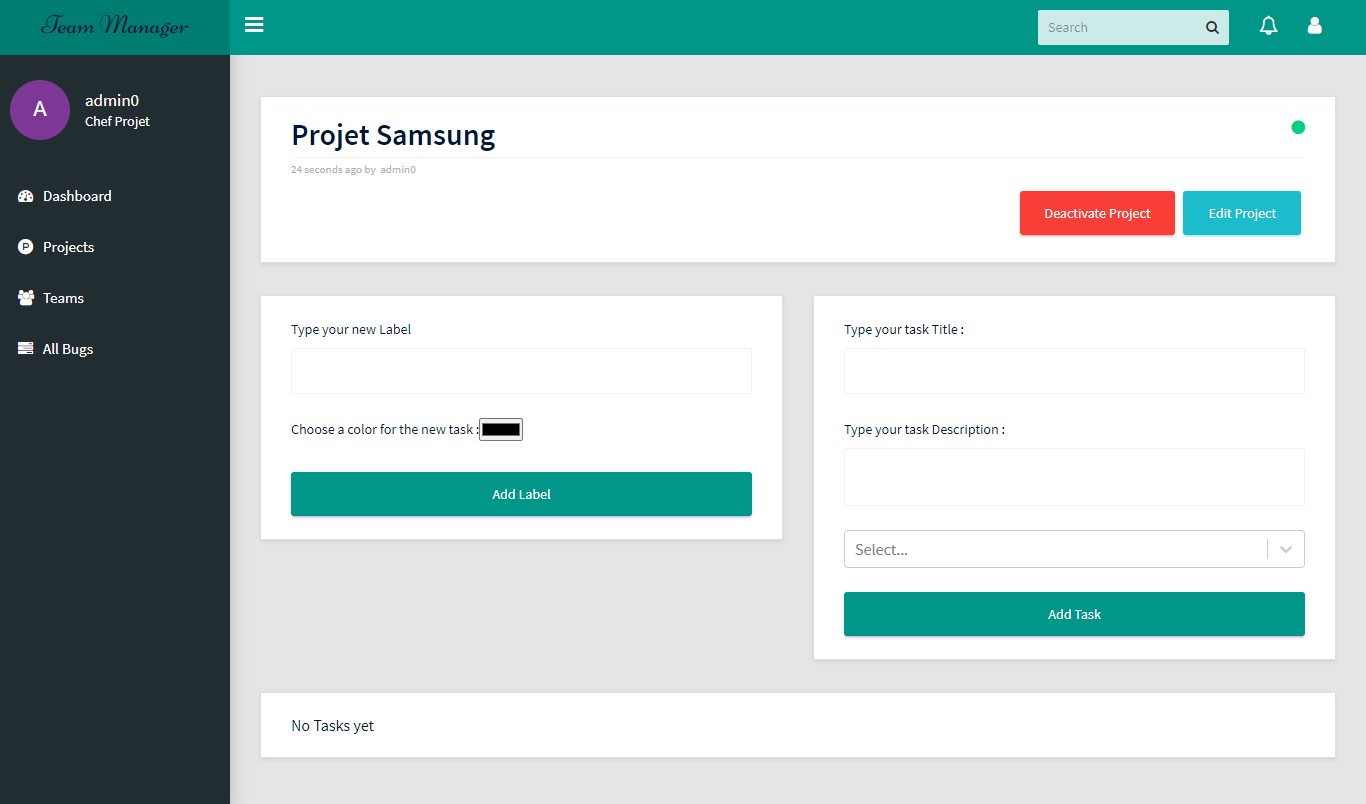 Team Manager
Search
A
admin0
Chef Projet
Dashboard
P
Projects
Teams
All Bugs
Projet Samsung
24 seconds ago by admin0
Deactivate Project
Edit Project
Type your new Label
Choose a color for the new task :
Add Label
Type your task Title :
Type your task Description :
Select...
Add Task
No Tasks yet